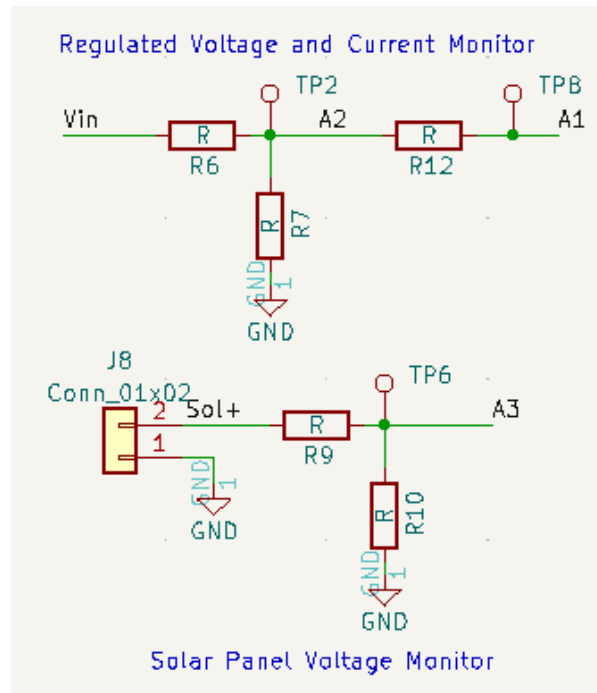 Regulated Voltage and Current Monitor
TP2
TP8
Vin
A2
A1
R
R6
R
R12
R
R7
GND
1
GND
J8
Conn_01x02
2
Sol+
1
GND
1
GND
TP6
A3
R
R9
R
R10
GND
1
GND
Solar Panel Voltage Monitor